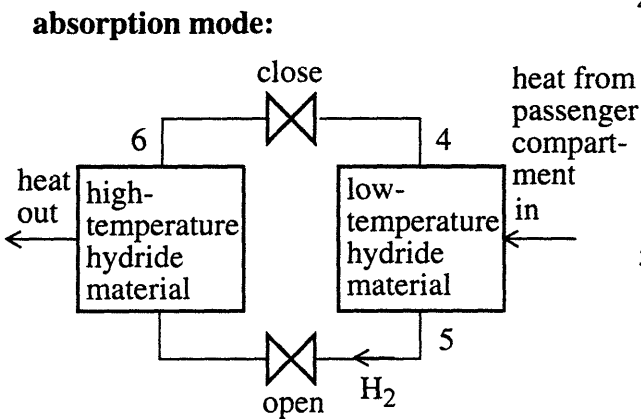 absorption mode:
close
heat from
passenger
compart-
ment
in
6
4
heat
out
high-
temperature
hydride
material
low-
temperature
hydride
material
5
H₂
open